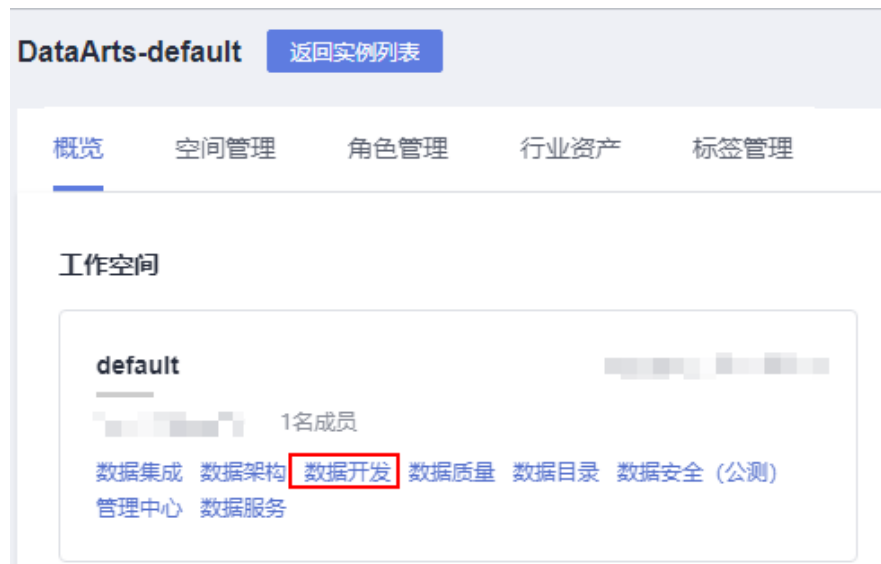 DataArts-default 返回实例列表
概览 空间管理 角色管理 行业资产 标签管理
工作空间
default
1名成员
数据集成 数据架构 数据开发 数据质量 数据目录 数据安全 (公测)
管理中心 数据服务